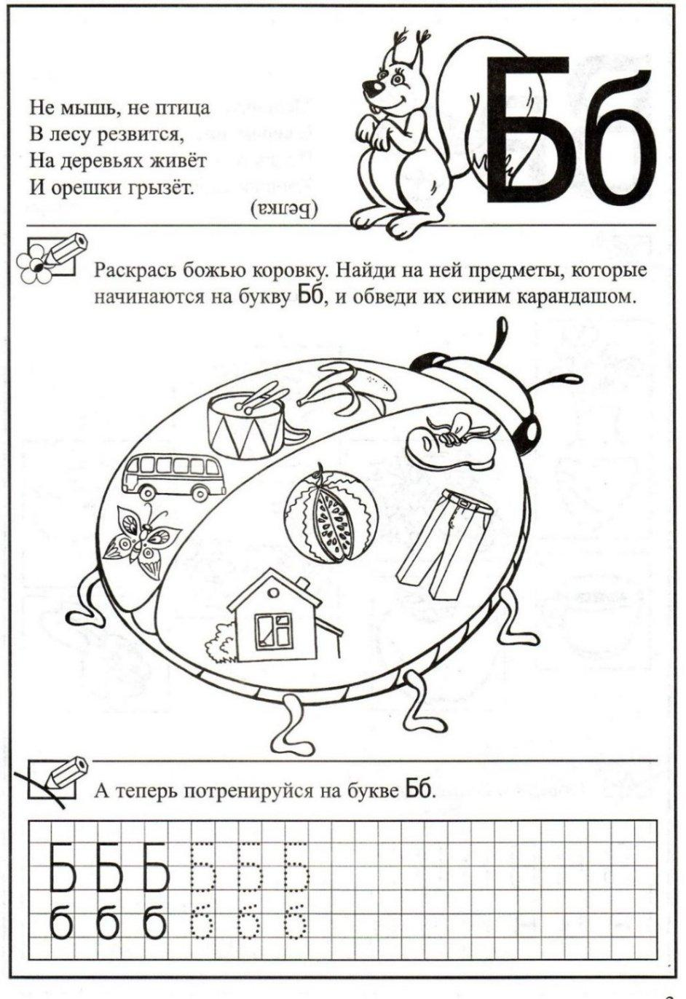 Бб
Не мышь, не птица
В лесу резвится,
На деревьях живёт
И орешки грызёт.
(Белка)
Раскрась божью коровку. Найди на ней предметы, которые
начинаются на букву Бб, и обведи их синим карандашом.
А теперь потренируйся на букве Бб.
Б Б Б Б Б Б
б б б б б б